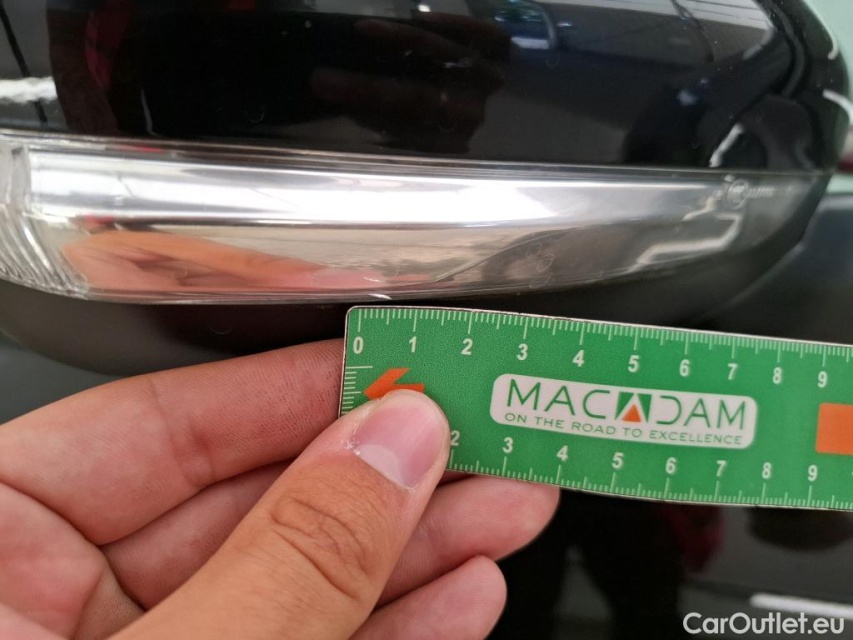 0 1 2 3 4 5 6 7 8 9
MACADAM
ON THE ROAD TO EXCELLENCE
2 3 4 5 6 7 8 9
CarOutlet.eu